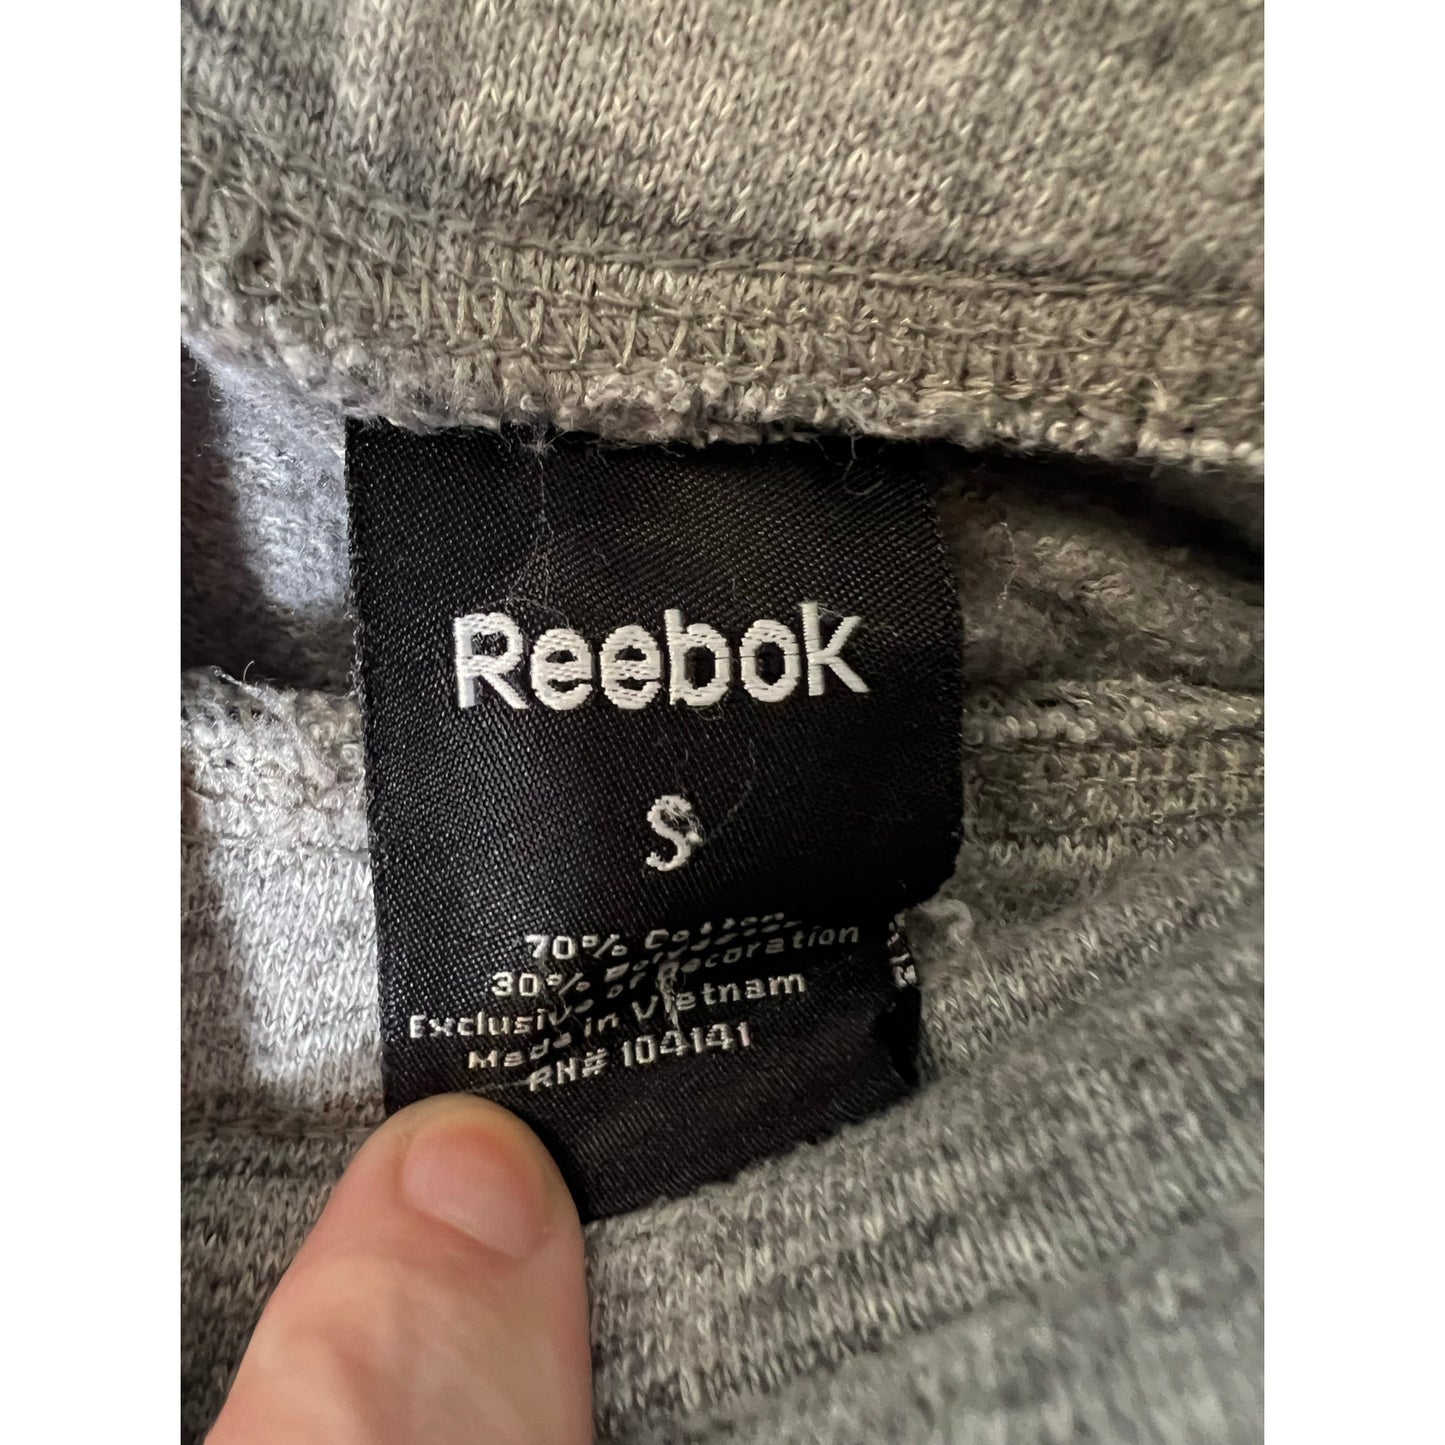 Reebok
S
70% Cotton
30% Polyester
Exclusive of Decoration
Made in Vietnam
RN# 104141